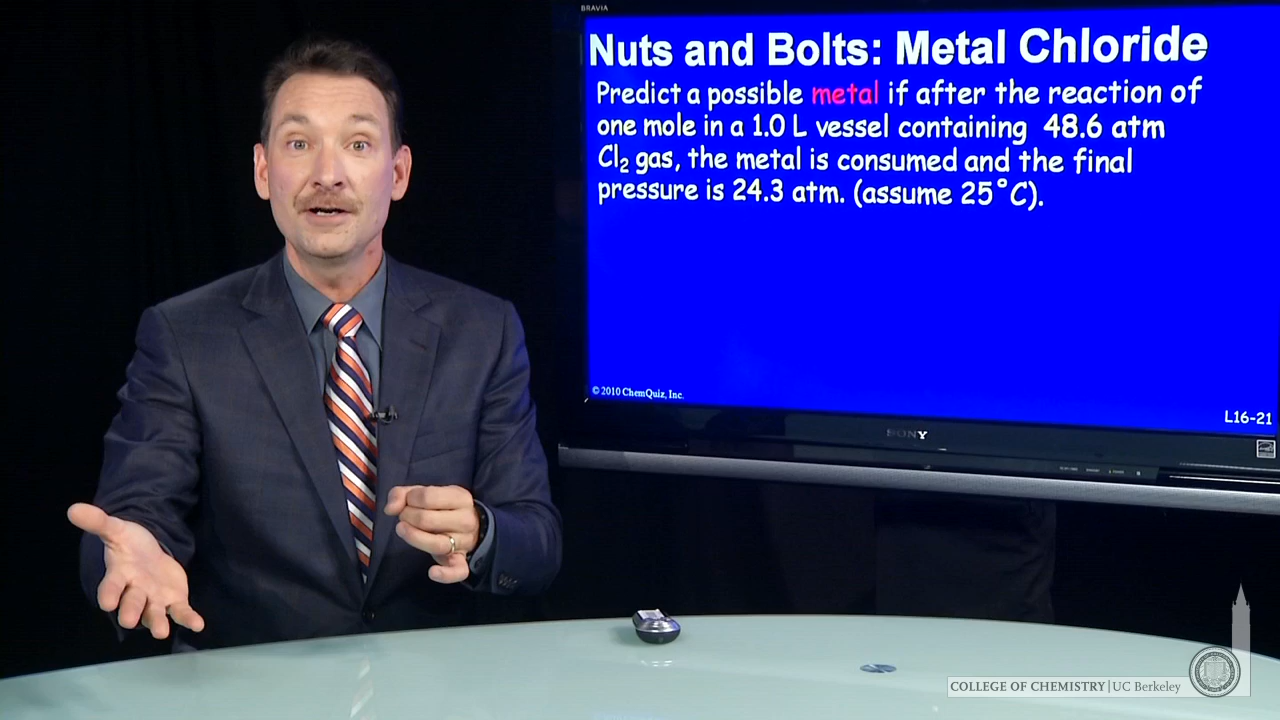 BRAVIA
Nuts and Bolts: Metal Chloride
Predict a possible metal if after the reaction of
one mole in a 1.0 L vessel containing 48.6 atm
Cl₂ gas, the metal is consumed and the final
pressure is 24.3 atm. (assume 25°C).
© 2010 ChemQuiz, Inc.
L16-21
SONY
COLLEGE OF CHEMISTRY | UC Berkeley